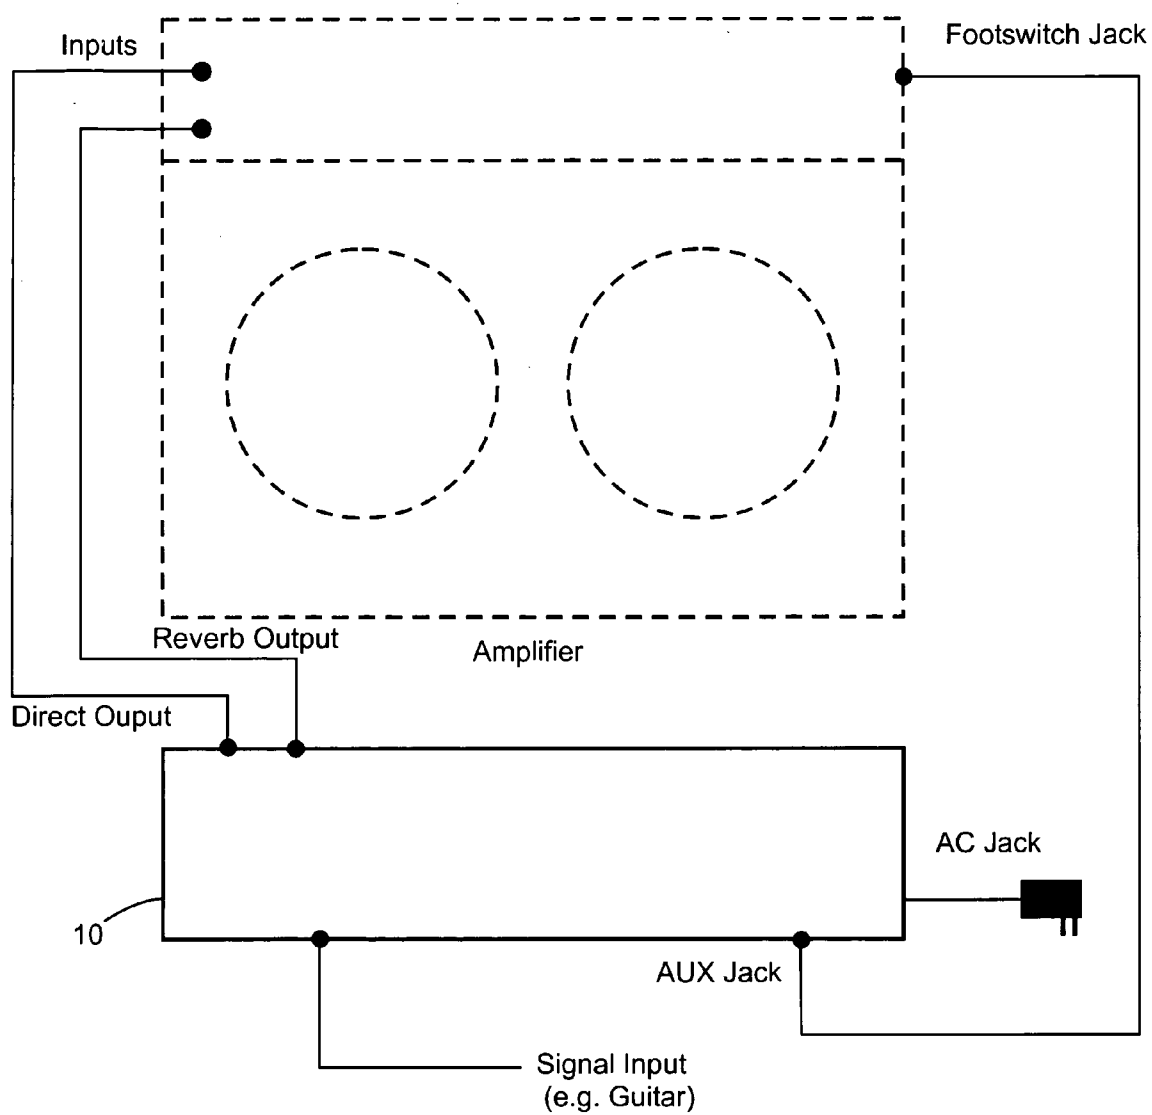 Inputs
Footswitch Jack
Reverb Output
Amplifier
Direct Ouput
AC Jack
10
AUX Jack
Signal Input
(e.g. Guitar)